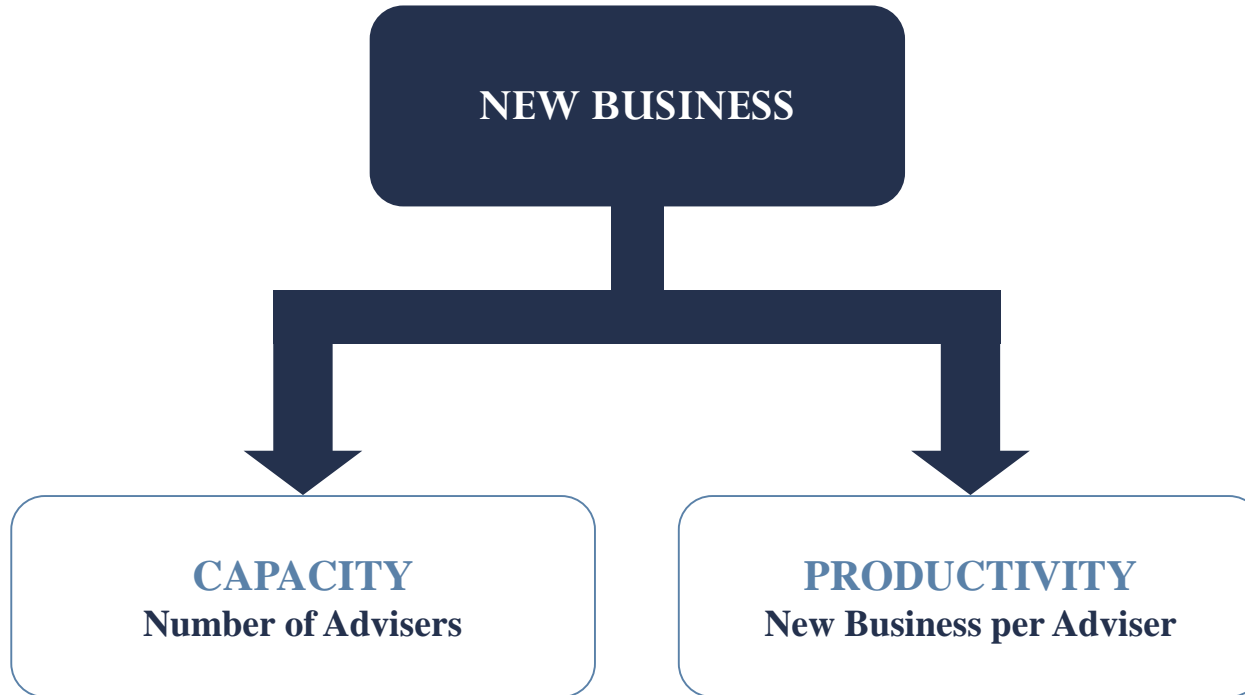 NEW BUSINESS
CAPACITY
Number of Advisers
PRODUCTIVITY
New Business per Adviser